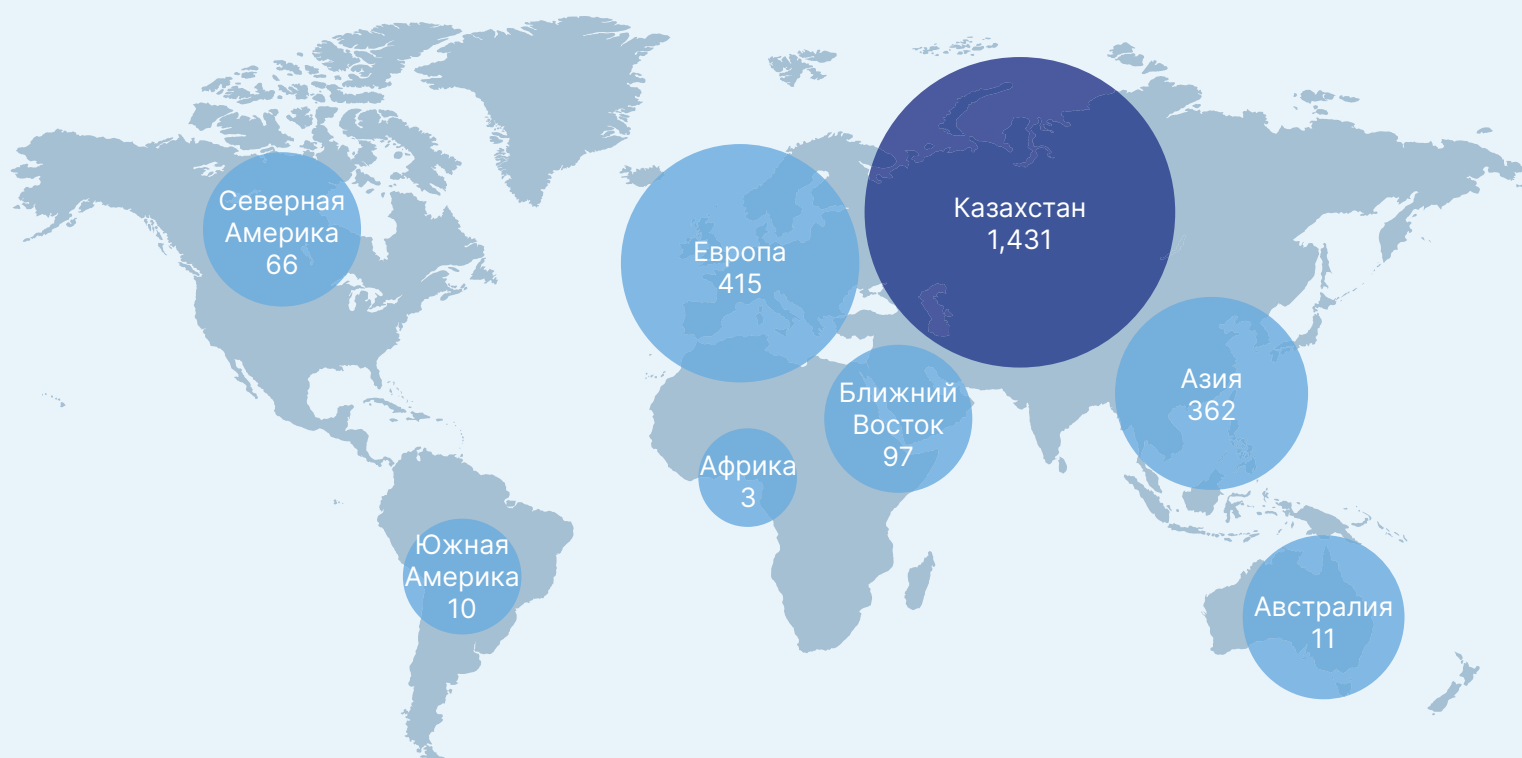 Северная
Америка
66
Европа
415
Казахстан
1,431
Ближний
Восток
97
Азия
362
Африка
3
Южная
Америка
10
Австралия
11